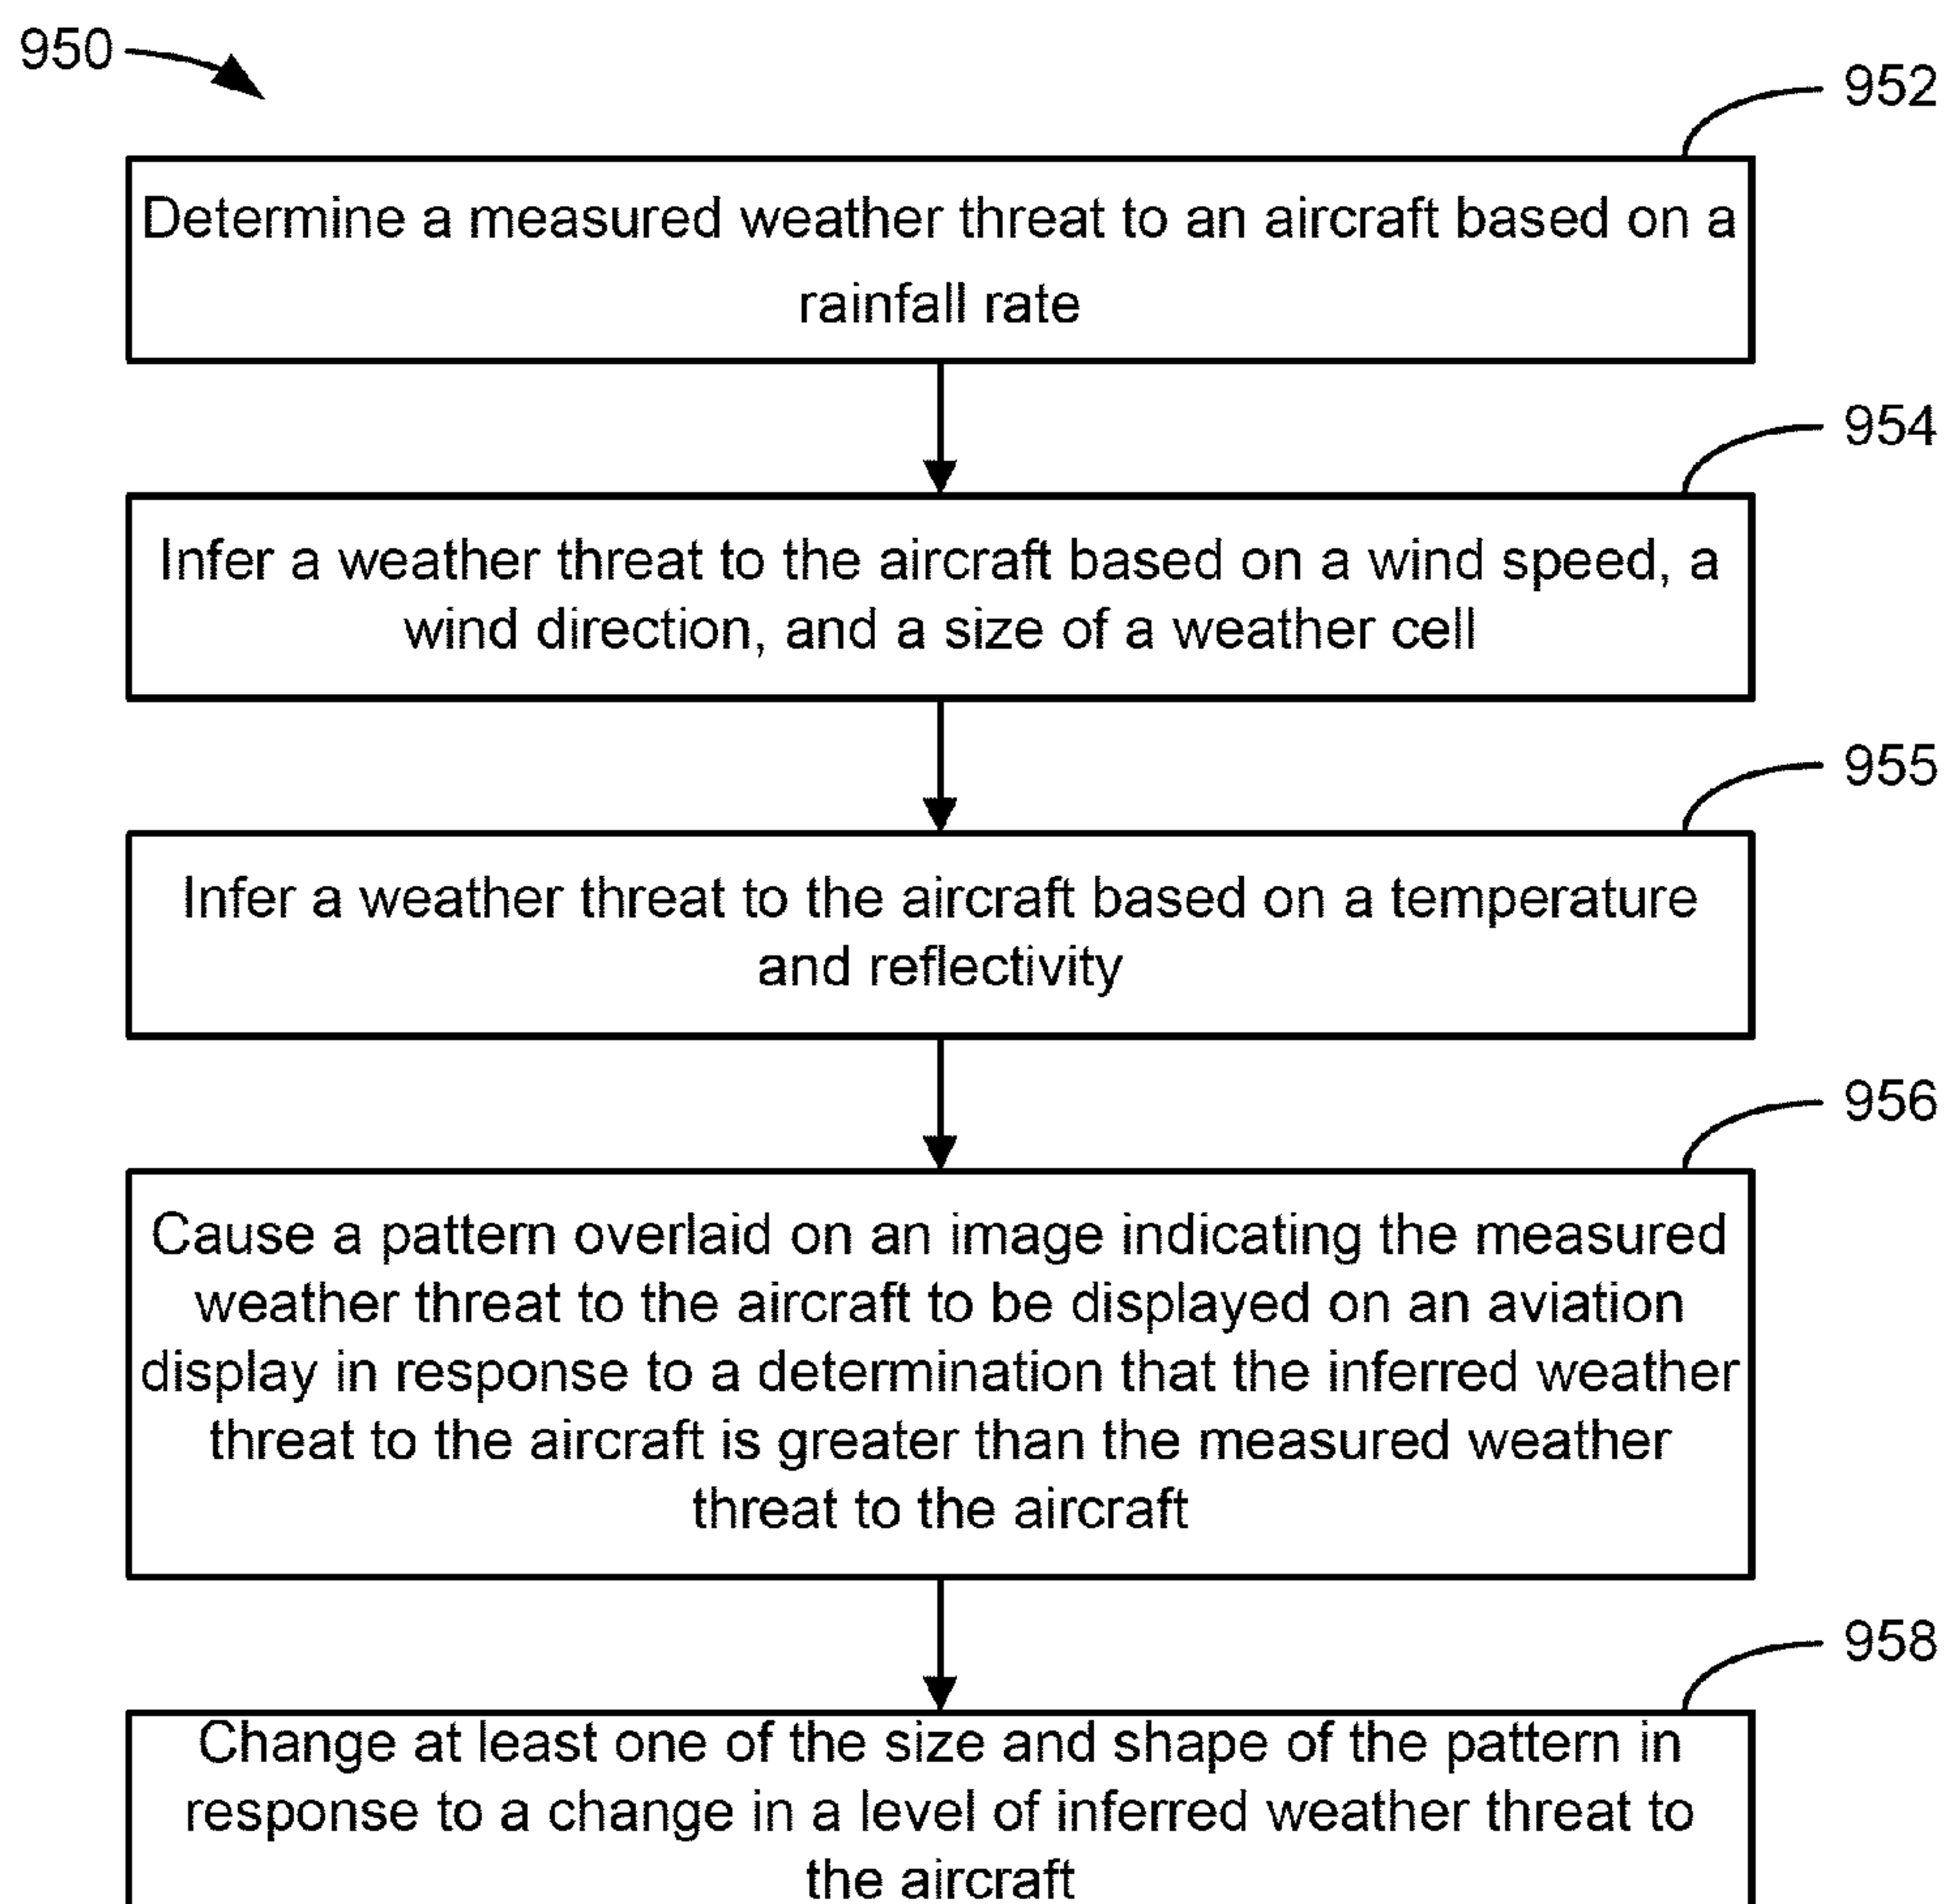 950
952
Determine a measured weather threat to an aircraft based on a
rainfall rate
954
Infer a weather threat to the aircraft based on a wind speed, a
wind direction, and a size of a weather cell
955
Infer a weather threat to the aircraft based on a temperature
and reflectivity
956
Cause a pattern overlaid on an image indicating the measured
weather threat to the aircraft to be displayed on an aviation
display in response to a determination that the inferred weather
threat to the aircraft is greater than the measured weather
threat to the aircraft
958
Change at least one of the size and shape of the pattern in
response to a change in a level of inferred weather threat to
the aircraft